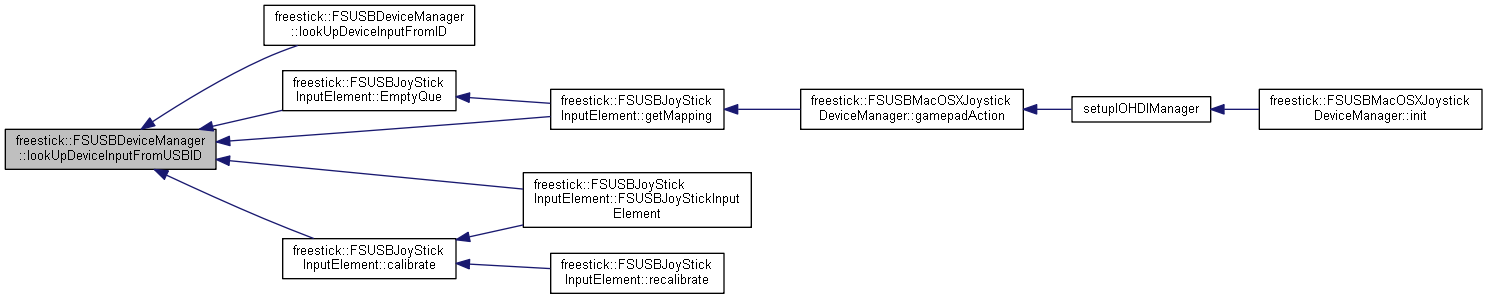 freestick::FSUSBDeviceManager
::lookUpDeviceInputFromID
freestick::FSUSBJoyStick
InputElement::EmptyQue
freestick::FSUSBJoyStick
InputElement::getMapping
freestick::FSUSBMacOSXJoystick
DeviceManager::gamepadAction
setupIOHDIManager
freestick::FSUSBMacOSXJoystick
DeviceManager::init
freestick::FSUSBDeviceManager
::lookUpDeviceInputFromUSBID
freestick::FSUSBJoyStick
InputElement::FSUSBJoyStickInput
Element
freestick::FSUSBJoyStick
InputElement::calibrate
freestick::FSUSBJoyStick
InputElement::recalibrate